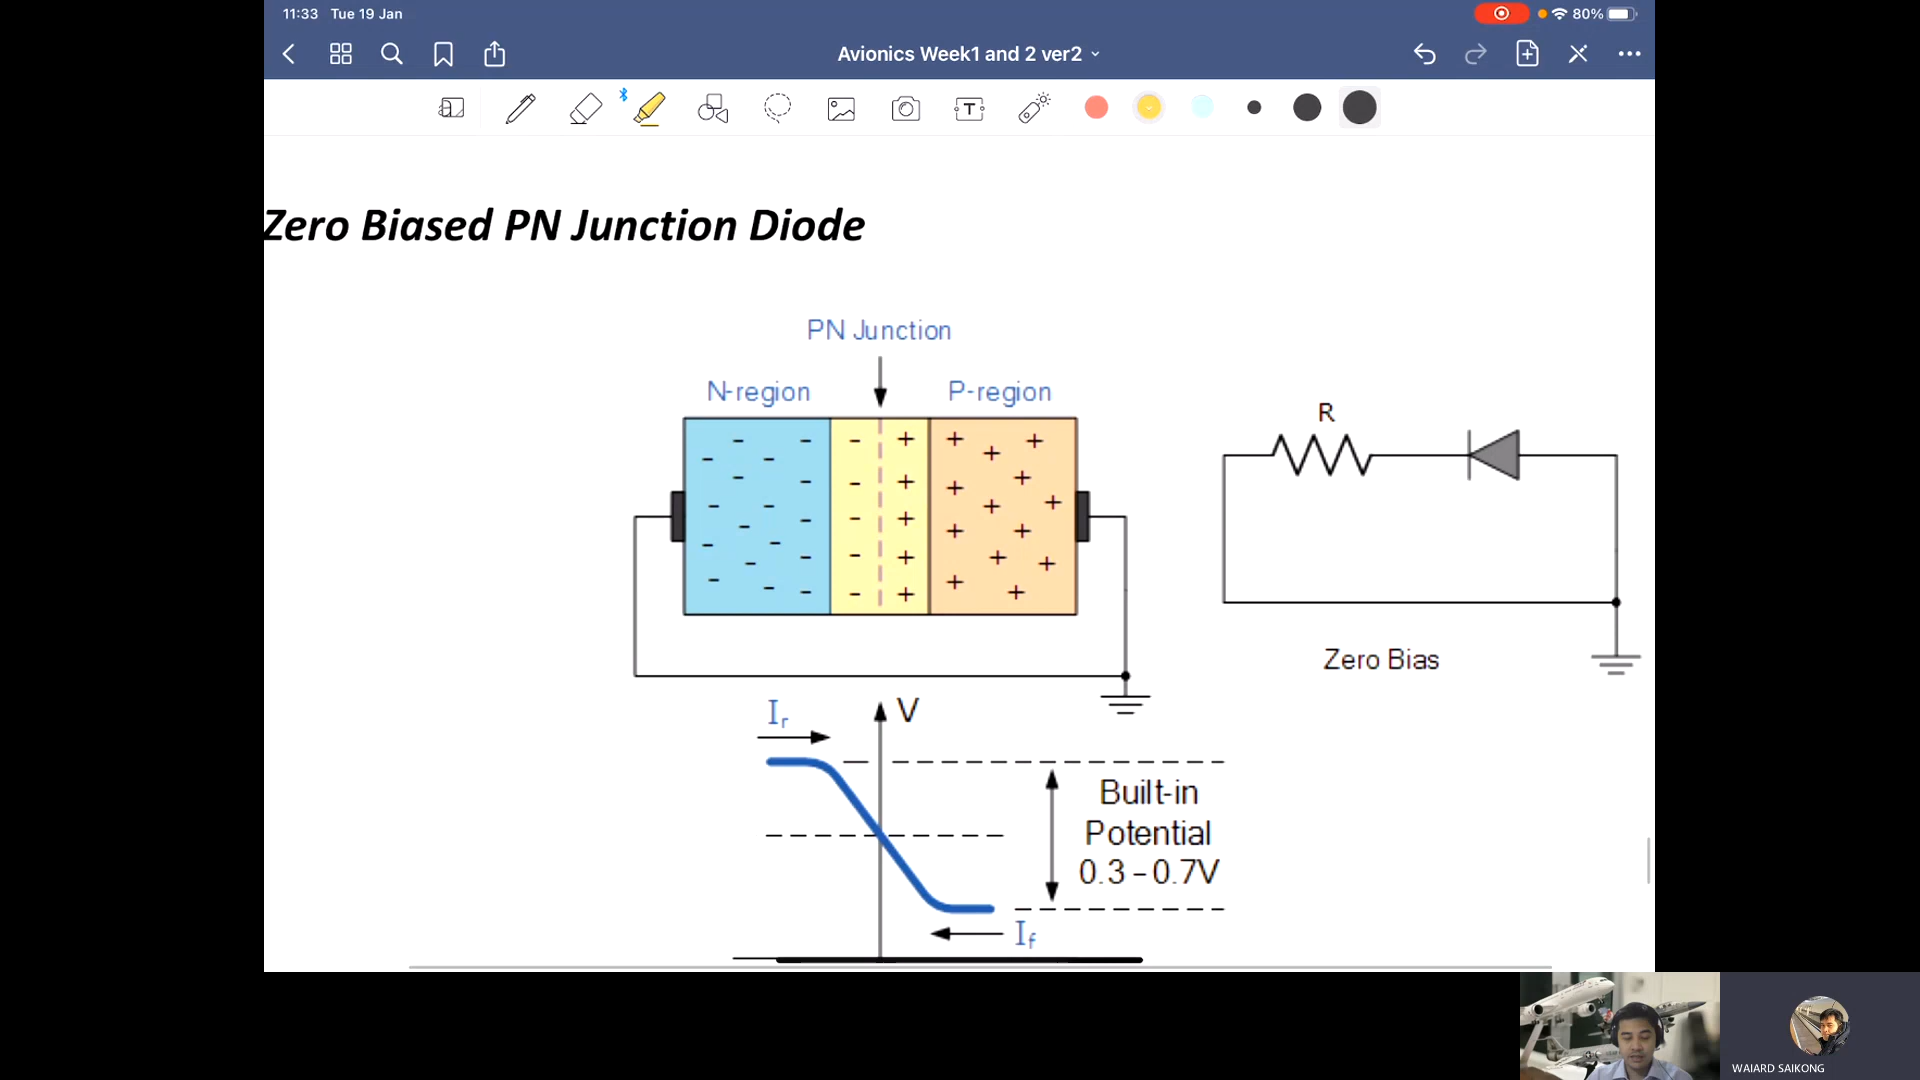 11:33 Tue 19 Jan
80%
Avionics Week1 and 2 ver2
T
Zero Biased PN Junction Diode
PN Junction
N-region
P-region
R
Zero Bias
Ir
V
Built-in
Potential
0.3 – 0.7V
If
WAIARD SAIKONG